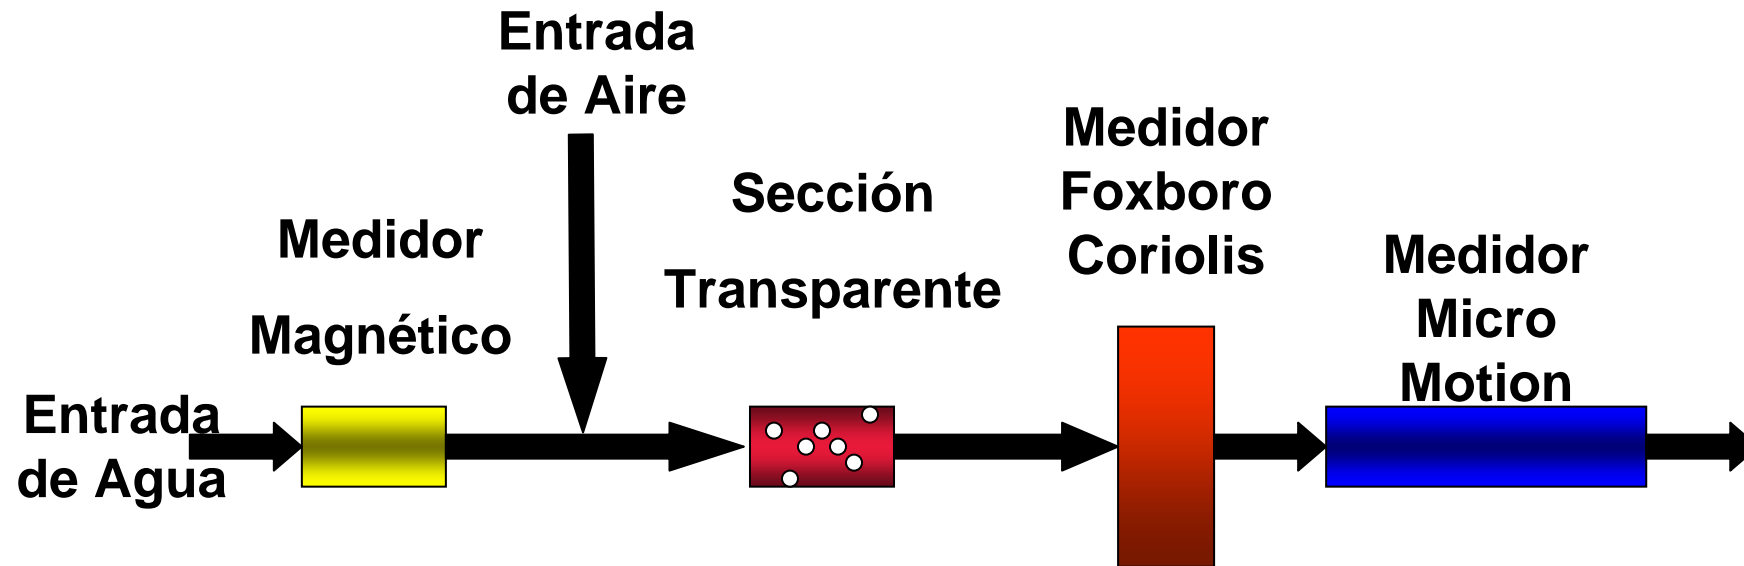 Entrada
de Agua
Medidor
Magnético
Entrada
de Aire
Sección
Transparente
Medidor
Foxboro
Coriolis
Medidor
Micro
Motion